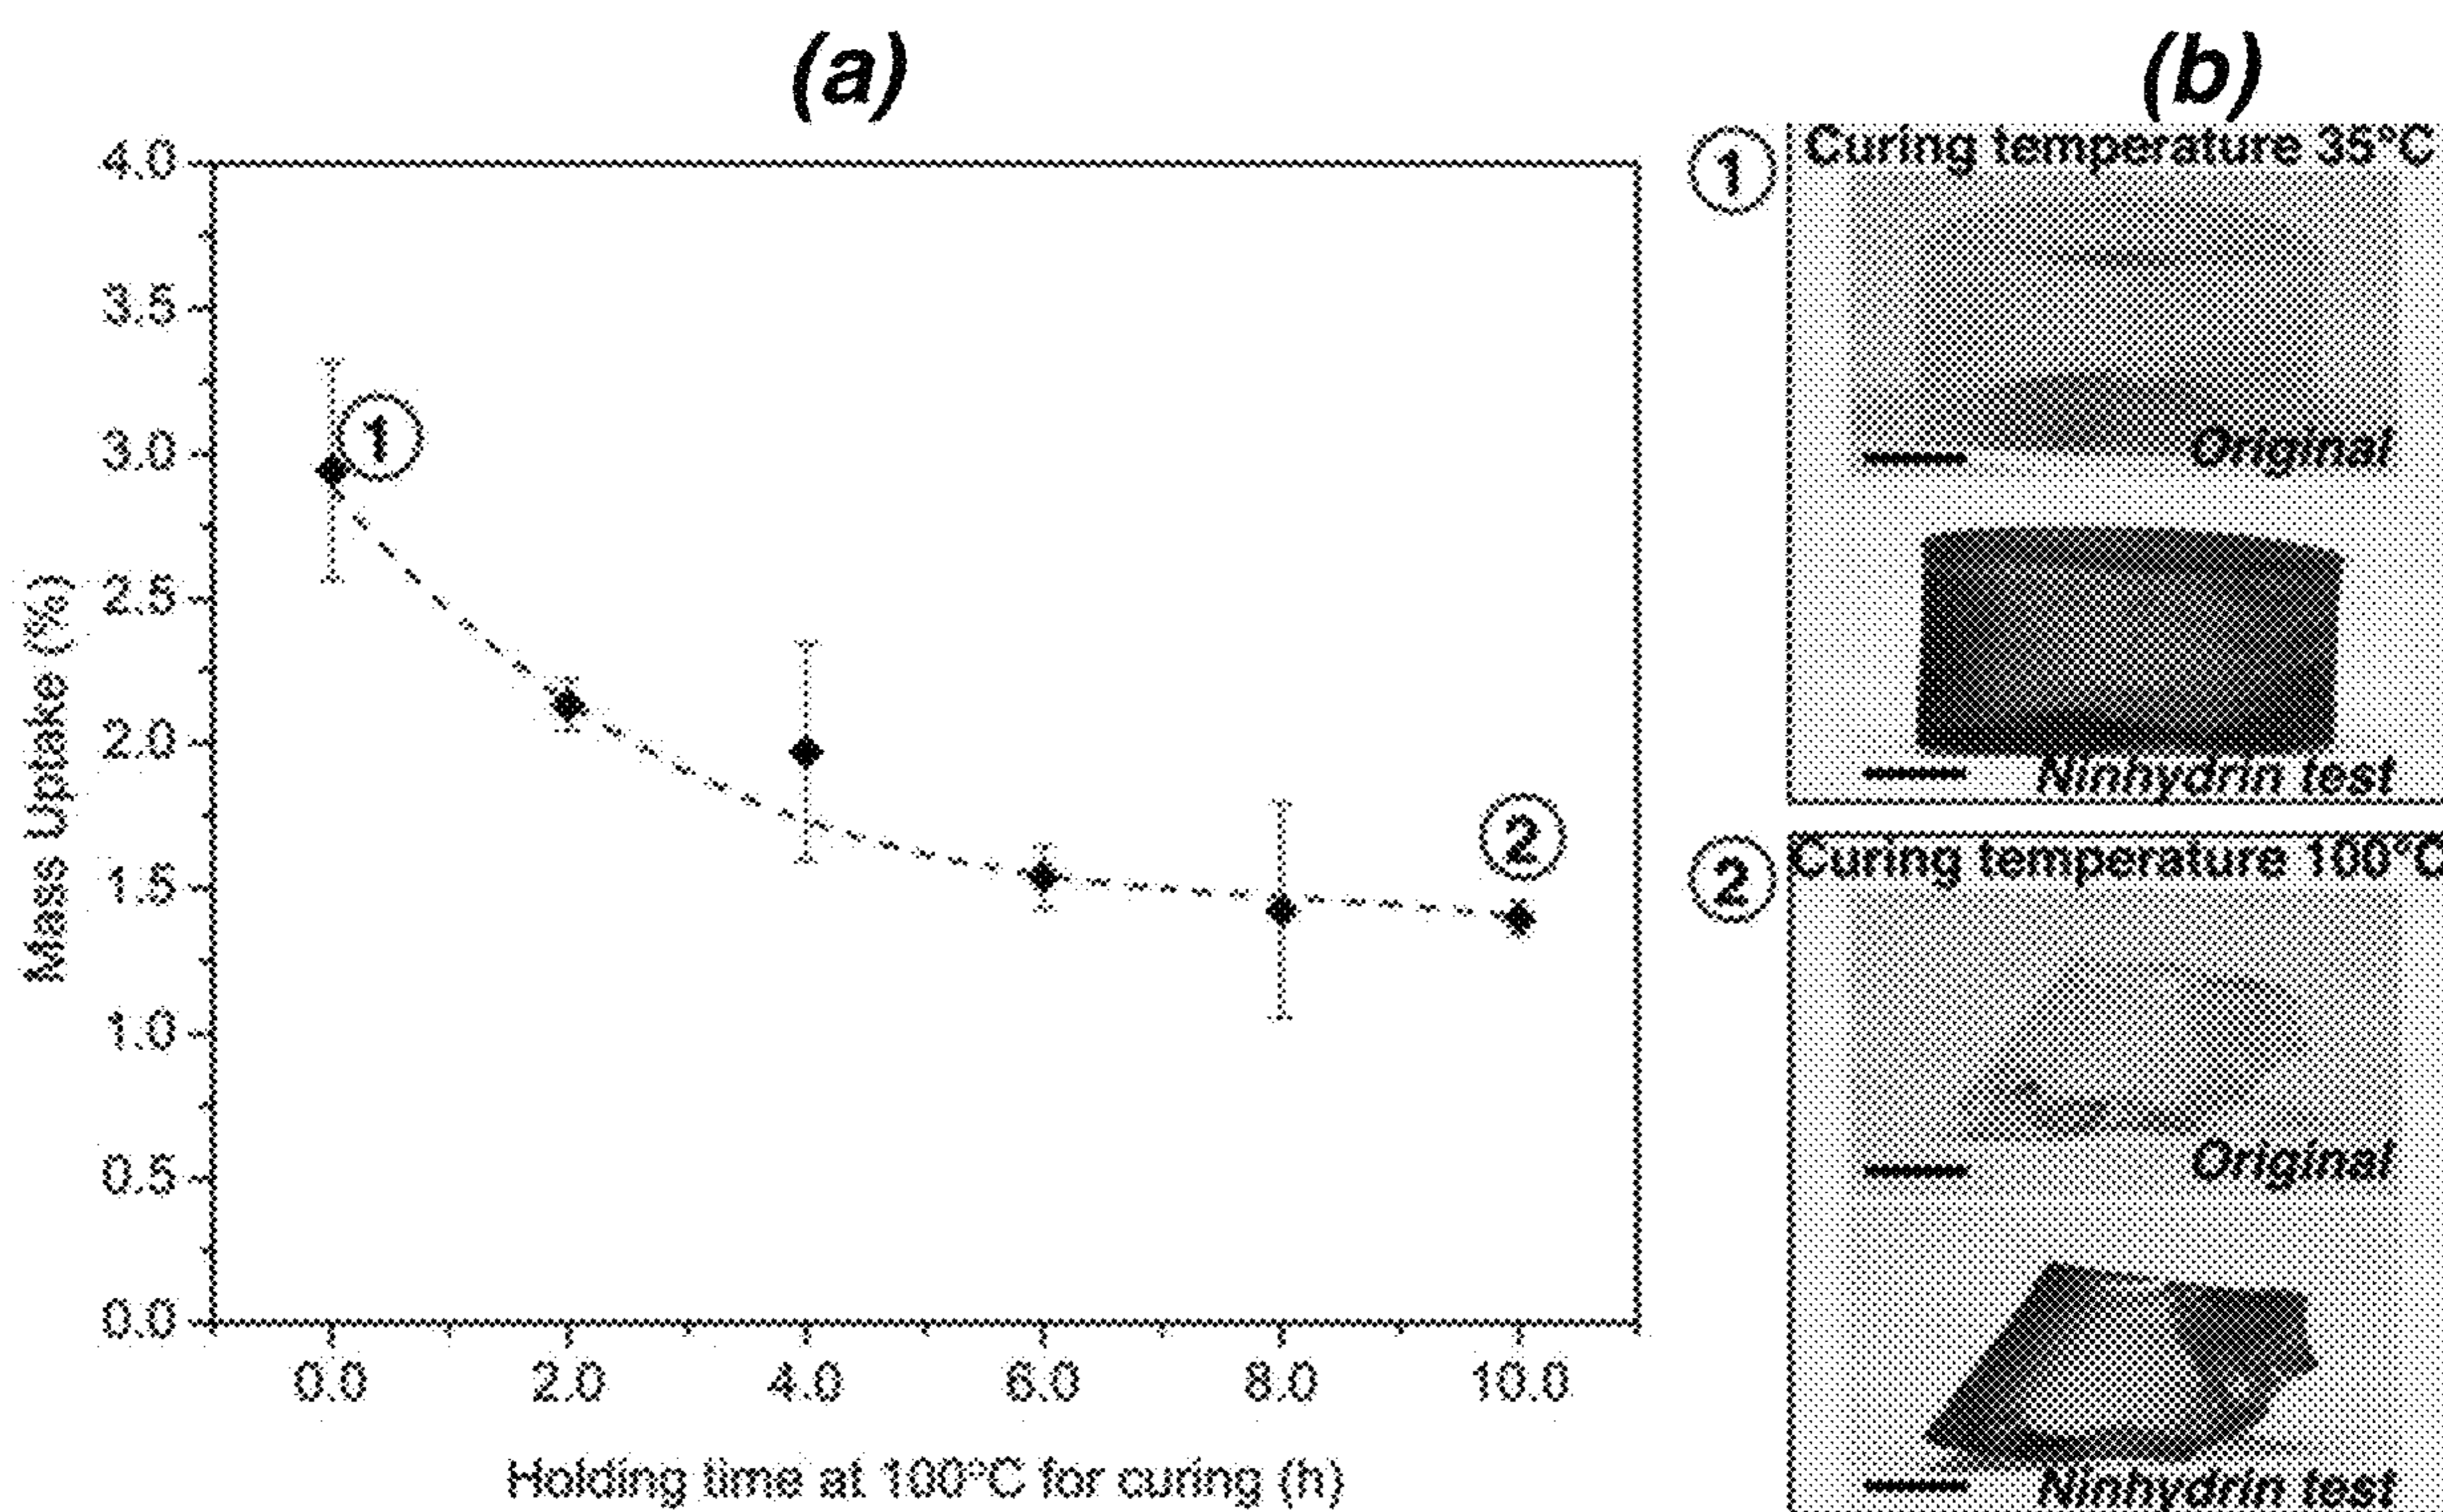 (a)
4.0
3.5
3.0
2.5
2.0
1.5
1.0
0.5
0.0
Mass Uptake (%)
1
2
0.0 2.0 4.0 6.0 8.0 10.0
Holding time at 100°C for curing (h)
(b)
1
Curing temperature 35°C
Original
Ninhydrin test
2
Curing temperature 100°C
Original
Ninhydrin test